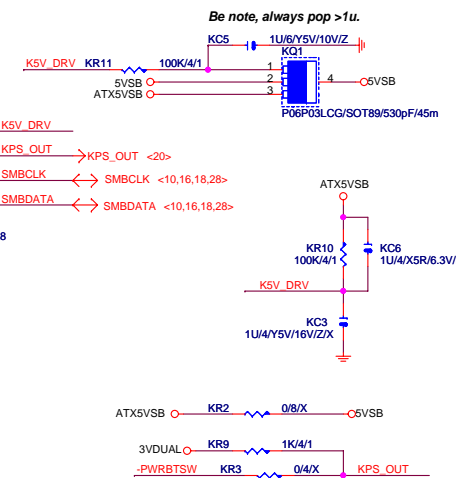 Be note, always pop >1u.
KC5 1U/6/Y5V/10V/Z
KQ1
K5V_DRV KR11 100K/4/1 1
5VSB 2 4 5VSB
ATX5VSB 3
P06P03LCG/SOT89/530pF/45m
K5V_DRV
KPS_OUT KPS_OUT <20>
SMBCLK SMBCLK <10,16,18,28>
SMBDATA SMBDATA <10,16,18,28>
8
ATX5VSB
KR10 KC6
100K/4/1 1U/4/X5R/6.3V/
K5V_DRV
KC3
1U/4/Y5V/16V/Z/X
ATX5VSB KR2 0/8/X 5VSB
3VDUAL KR9 1K/4/1
-PWRBTSW KR3 0/4/X KPS_OUT